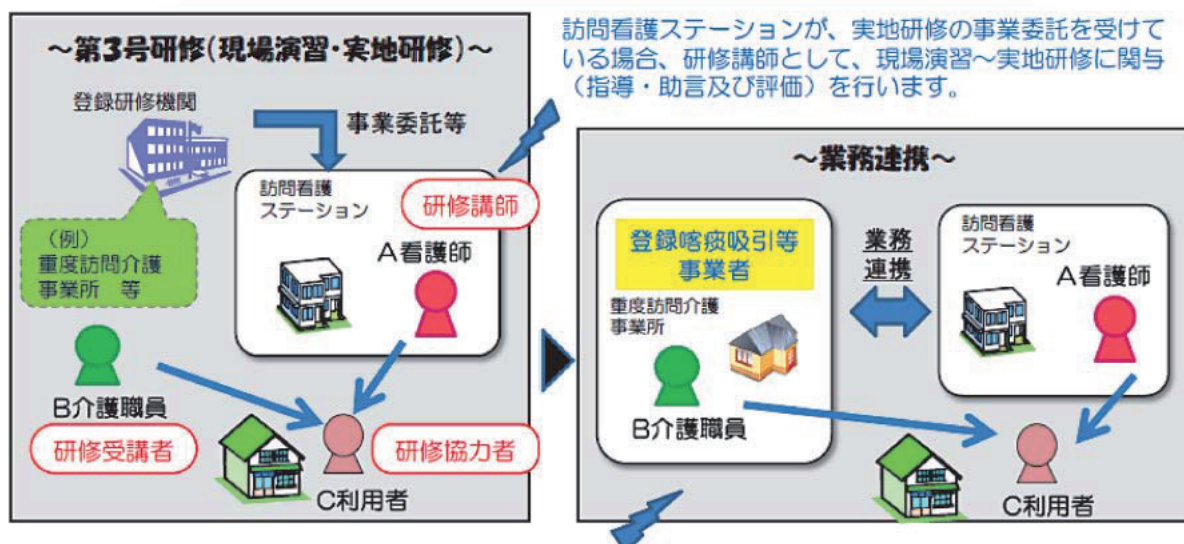 訪問看護ステーションが、実地研修の事業委託を受けて
いる場合、研修講師として、現場演習～実地研修に関与
（指導・助言及び評価）を行います。
～第3号研修(現場演習･実地研修)～
登録研修機関
事業委託等
訪問看護
ステーション
研修講師
A看護師
（例）
重度訪問介護
事業所　等
B介護職員
研修受講者
研修協力者
C利用者
～業務連携～
登録喀痰吸引等
事業者
重度訪問介護
事業所
B介護職員
業務
連携
訪問看護
ステーション
A看護師
C利用者